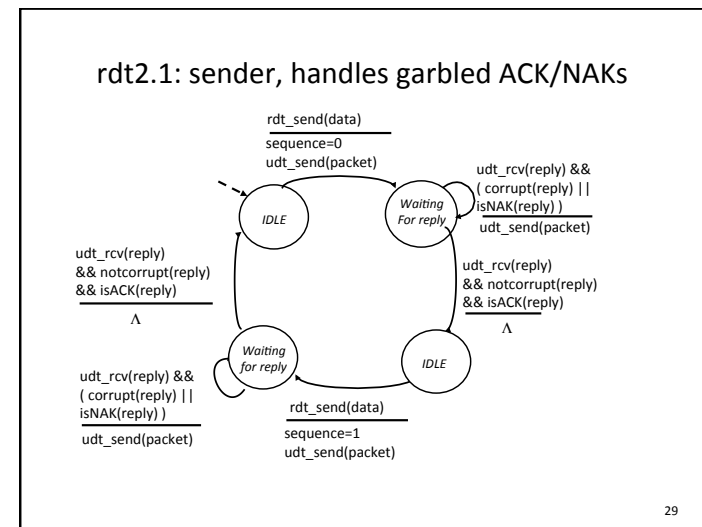 rdt2.1: sender, handles garbled ACK/NAKs
rdt_send(data)
sequence=0
udt_send(packet)
IDLE
Waiting
For reply
udt_rcv(reply) &&
( corrupt(reply) ||
isNAK(reply) )
udt_send(packet)
udt_rcv(reply)
&& notcorrupt(reply)
&& isACK(reply)
Λ
udt_rcv(reply)
&& notcorrupt(reply)
&& isACK(reply)
Λ
Waiting
for reply
IDLE
udt_rcv(reply) &&
( corrupt(reply) ||
isNAK(reply) )
udt_send(packet)
rdt_send(data)
sequence=1
udt_send(packet)
29